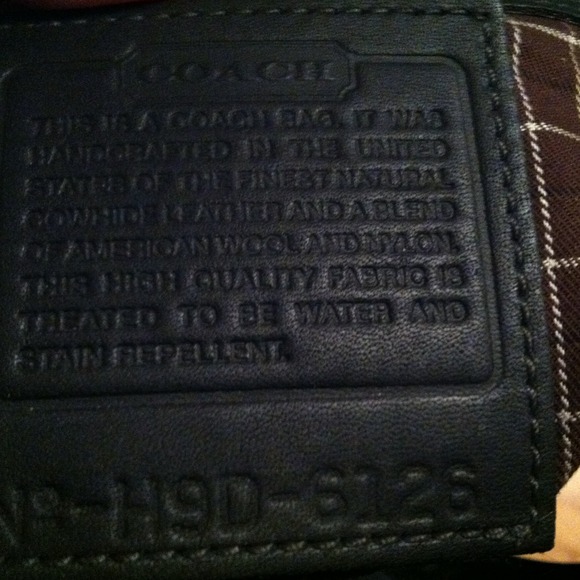 COACH
THIS IS A COACH BAG. IT WAS
HANDCRAFTED IN THE UNITED
STATES OF THE FINEST NATURAL
COWHIDE LEATHER AND A BLEND
OF AMERICAN WOOL AND NYLON.
THIS HIGH QUALITY FABRIC IS
TREATED TO BE WATER AND
STAIN REPELLENT.
Nº-H9D-6126